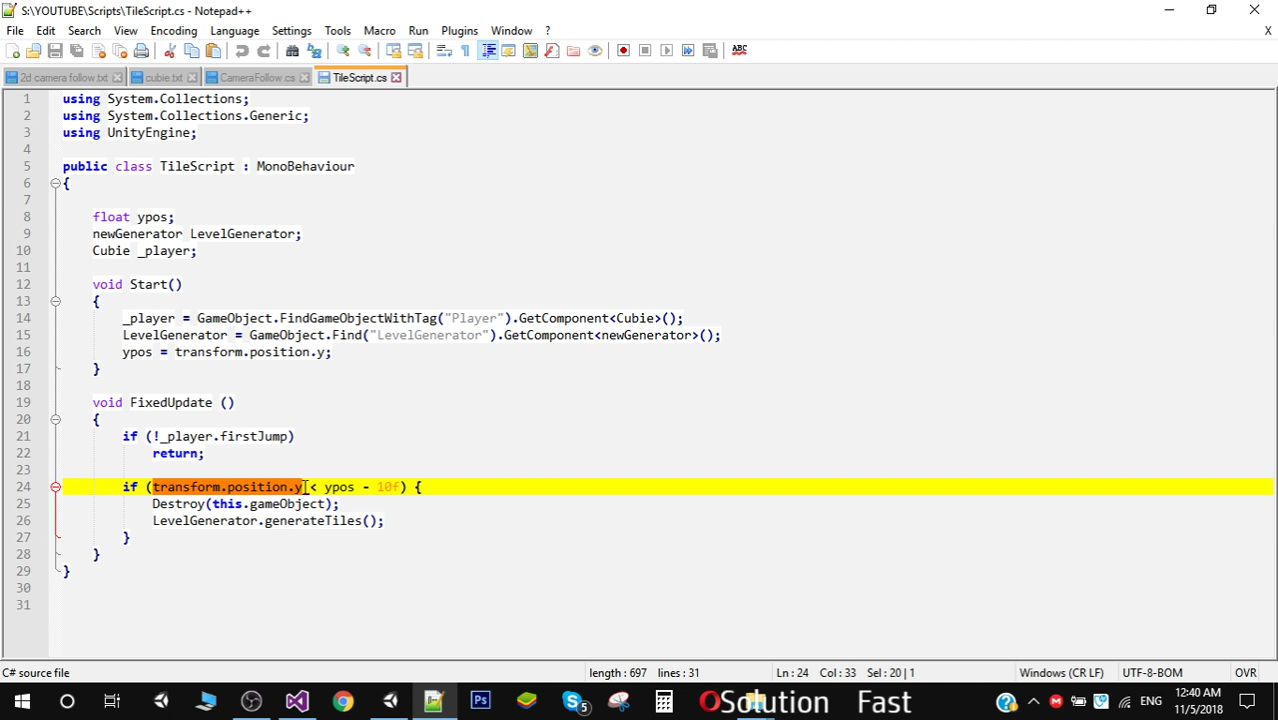 S:\YOUTUBE\Scripts\TileScript.cs - Notepad++
File Edit Search View Encoding Language Settings Tools Macro Run Plugins Window ? X
ABC
2d camera follow.txt cubie.txt CameraFollow.cs TileScript.cs
1 using System.Collections;
2 using System.Collections.Generic;
3 using UnityEngine;
4
5 public class TileScript : MonoBehaviour
6 {
7
8 float ypos;
9 newGenerator LevelGenerator;
10 Cubie _player;
11
12 void Start()
13 {
14 _player = GameObject.FindGameObjectWithTag("Player").GetComponent<Cubie>();
15 LevelGenerator = GameObject.Find("LevelGenerator").GetComponent<newGenerator>();
16 ypos = transform.position.y;
17 }
18
19 void FixedUpdate ()
20 {
21 if (!_player.firstJump)
22 return;
23
24 if (transform.position.y < ypos - 10f) {
25 Destroy(this.gameObject);
26 LevelGenerator.generateTiles();
27 }
28 }
29 }
30
31
C# source file length : 697 lines : 31 Ln : 24 Col : 33 Sel : 20 | 1 Windows (CR LF) UTF-8-BOM OVR
Ps 5 OSolution Fast ENG 12:40 AM
11/5/2018